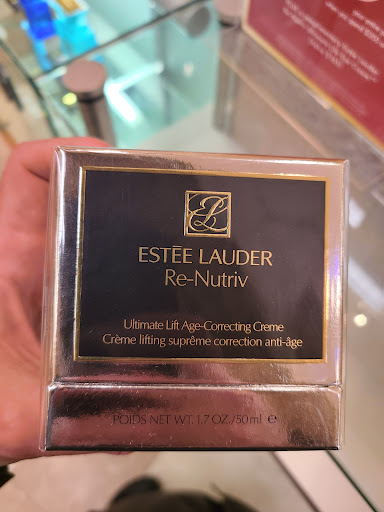 ESTĒE LAUDER
Re-Nutriv
Ultimate Lift Age-Correcting Creme
Crème lifting suprême correction anti-âge
POIDS NET WT. 1.7 OZ./50 ml ℮